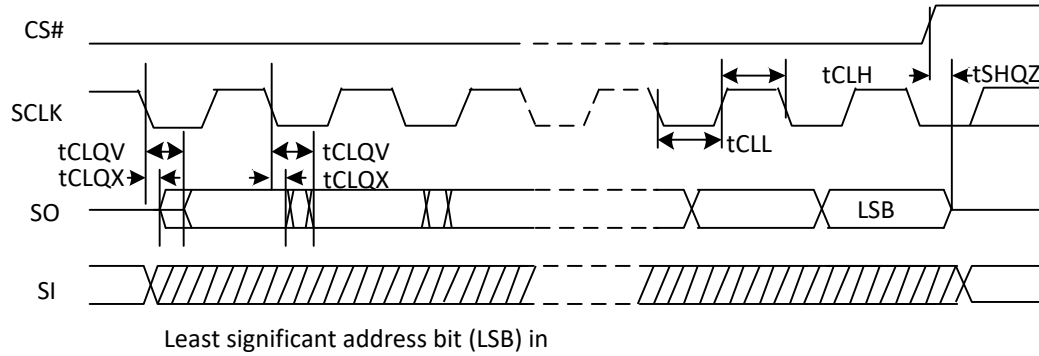 CS#
tCLH
tSHQZ
SCLK
tCLL
tCLQV
tCLQV
tCLQX
tCLQX
SO
LSB
SI
Least significant address bit (LSB) in